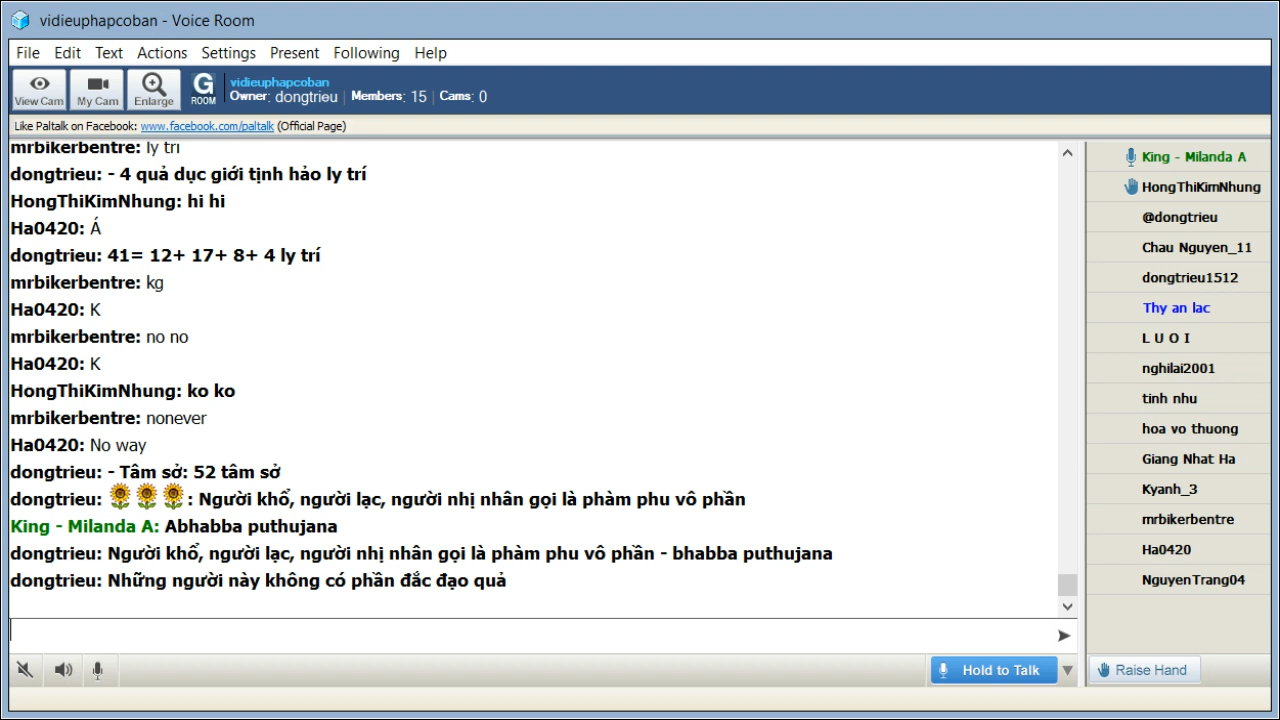 vidieuphapcoban - Voice Room
File Edit Text Actions Settings Present Following Help
View Cam My Cam Enlarge G ROOM
vidieuphapcoban
Owner: dongtrieu | Members: 15 | Cams: 0
Like Paltalk on Facebook: www.facebook.com/paltalk (Official Page)
mrbikerbentre: ly tri
dongtrieu: - 4 quả dục giới tịnh hảo ly trí
HongThiKimNhung: hi hi
Ha0420: Á
dongtrieu: 41= 12+ 17+ 8+ 4 ly trí
mrbikerbentre: kg
Ha0420: K
mrbikerbentre: no no
Ha0420: K
HongThiKimNhung: ko ko
mrbikerbentre: nonever
Ha0420: No way
dongtrieu: - Tâm sở: 52 tâm sở
dongtrieu: : Người khổ, người lạc, người nhị nhân gọi là phàm phu vô phần
King - Milanda A: Abhabba puthujana
dongtrieu: Người khổ, người lạc, người nhị nhân gọi là phàm phu vô phần - bhabba puthujana
dongtrieu: Những người này không có phần đắc đạo quả
Hold to Talk
King - Milanda A
HongThiKimNhung
@dongtrieu
Chau Nguyen_11
dongtrieu1512
Thy an lac
L U O I
nghilai2001
tinh nhu
hoa vo thuong
Giang Nhat Ha
Kyanh_3
mrbikerbentre
Ha0420
NguyenTrang04
Raise Hand